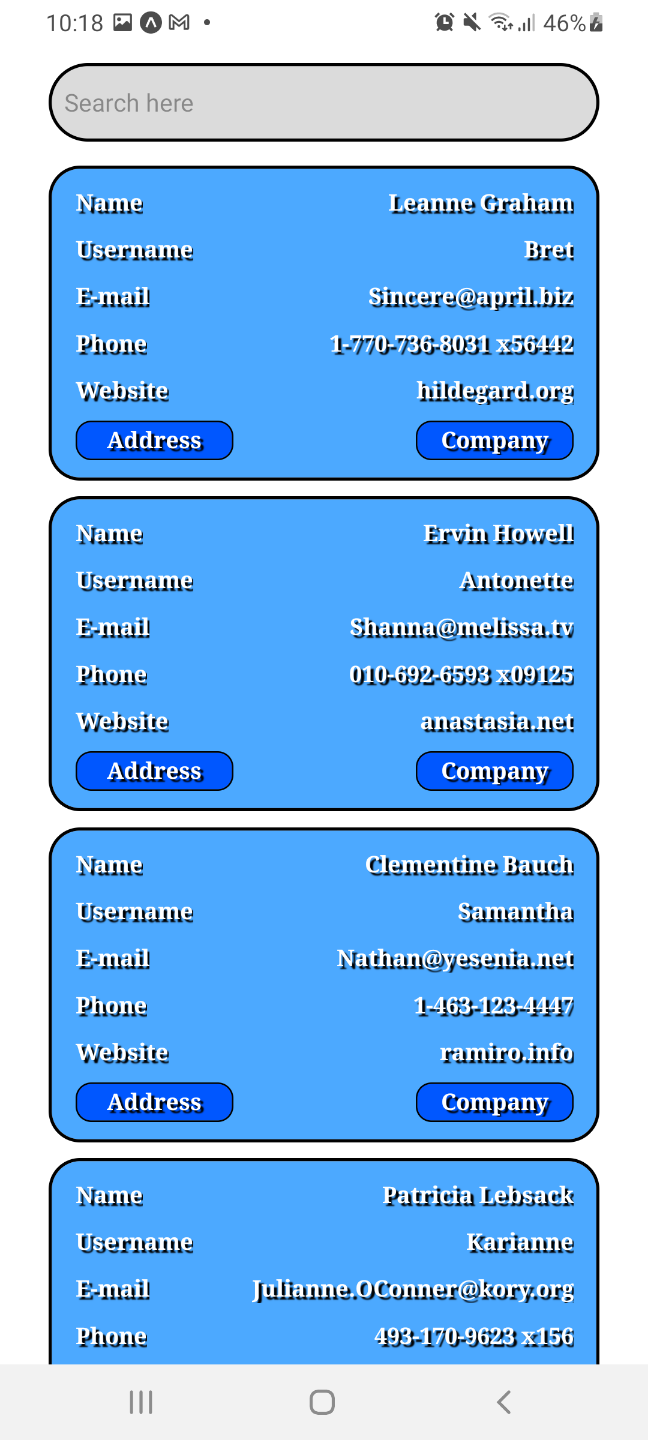 10:18 46%
Search here
Name Leanne Graham
Username Bret
E-mail Sincere@april.biz
Phone 1-770-736-8031 x56442
Website hildegard.org
Address Company
Name Ervin Howell
Username Antonette
E-mail Shanna@melissa.tv
Phone 010-692-6593 x09125
Website anastasia.net
Address Company
Name Clementine Bauch
Username Samantha
E-mail Nathan@yesenia.net
Phone 1-463-123-4447
Website ramiro.info
Address Company
Name Patricia Lebsack
Username Karianne
E-mail Julianne.OConner@kory.org
Phone 493-170-9623 x156